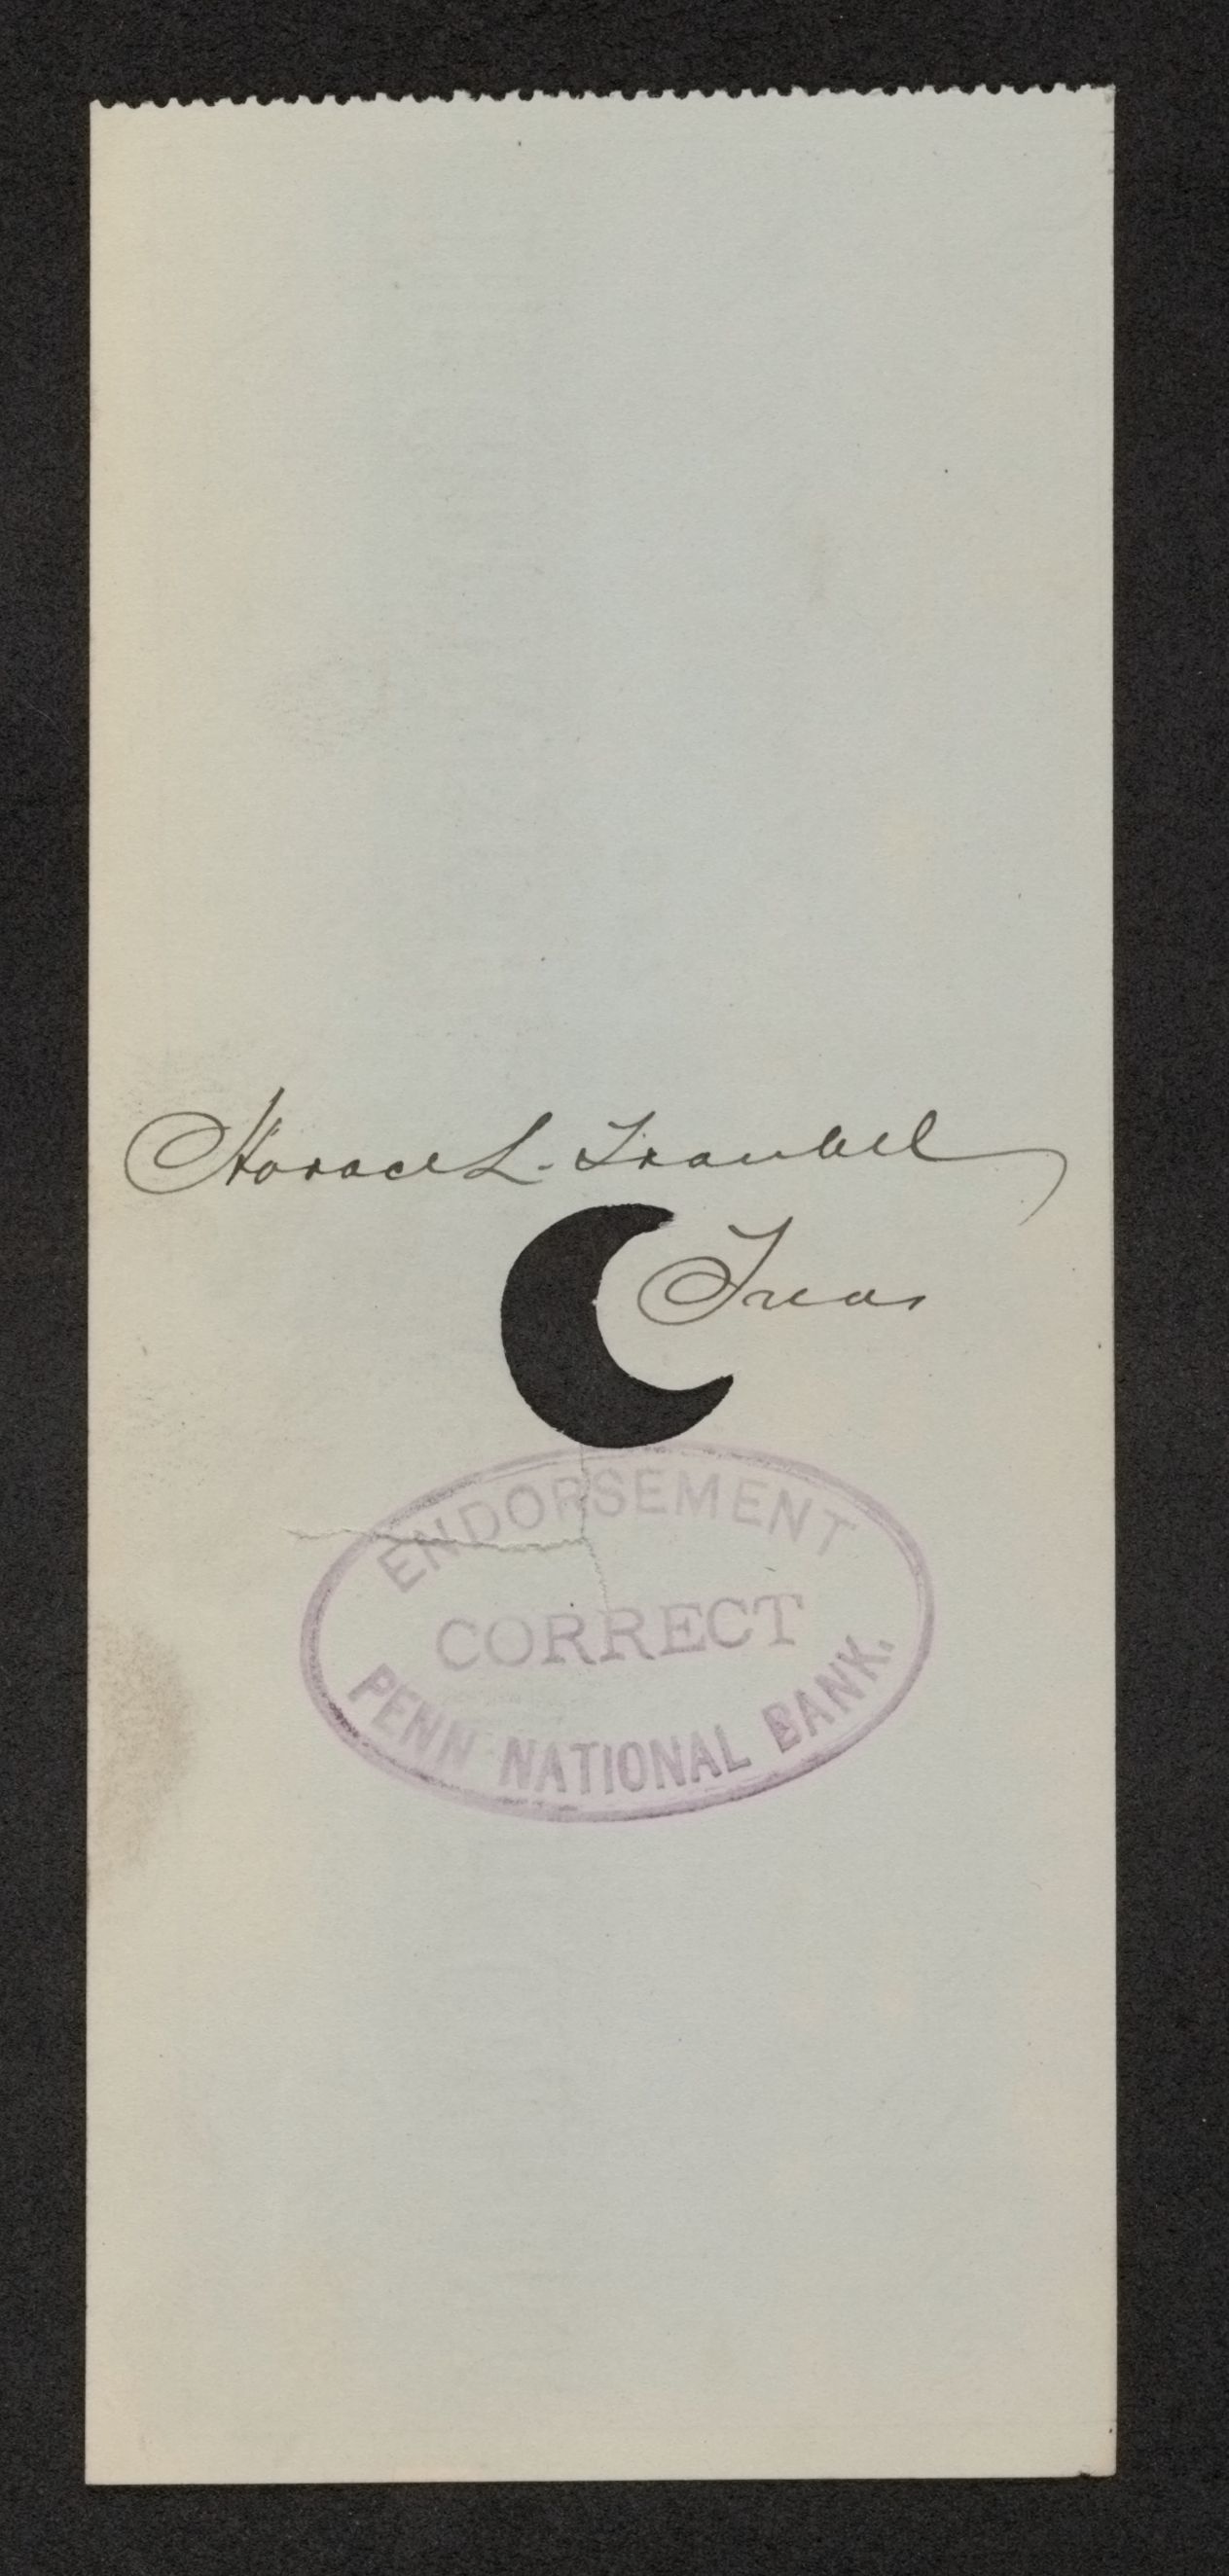 Horace L. Traubel
Treas
ENDORSEMENT
CORRECT
PENN NATIONAL BANK.